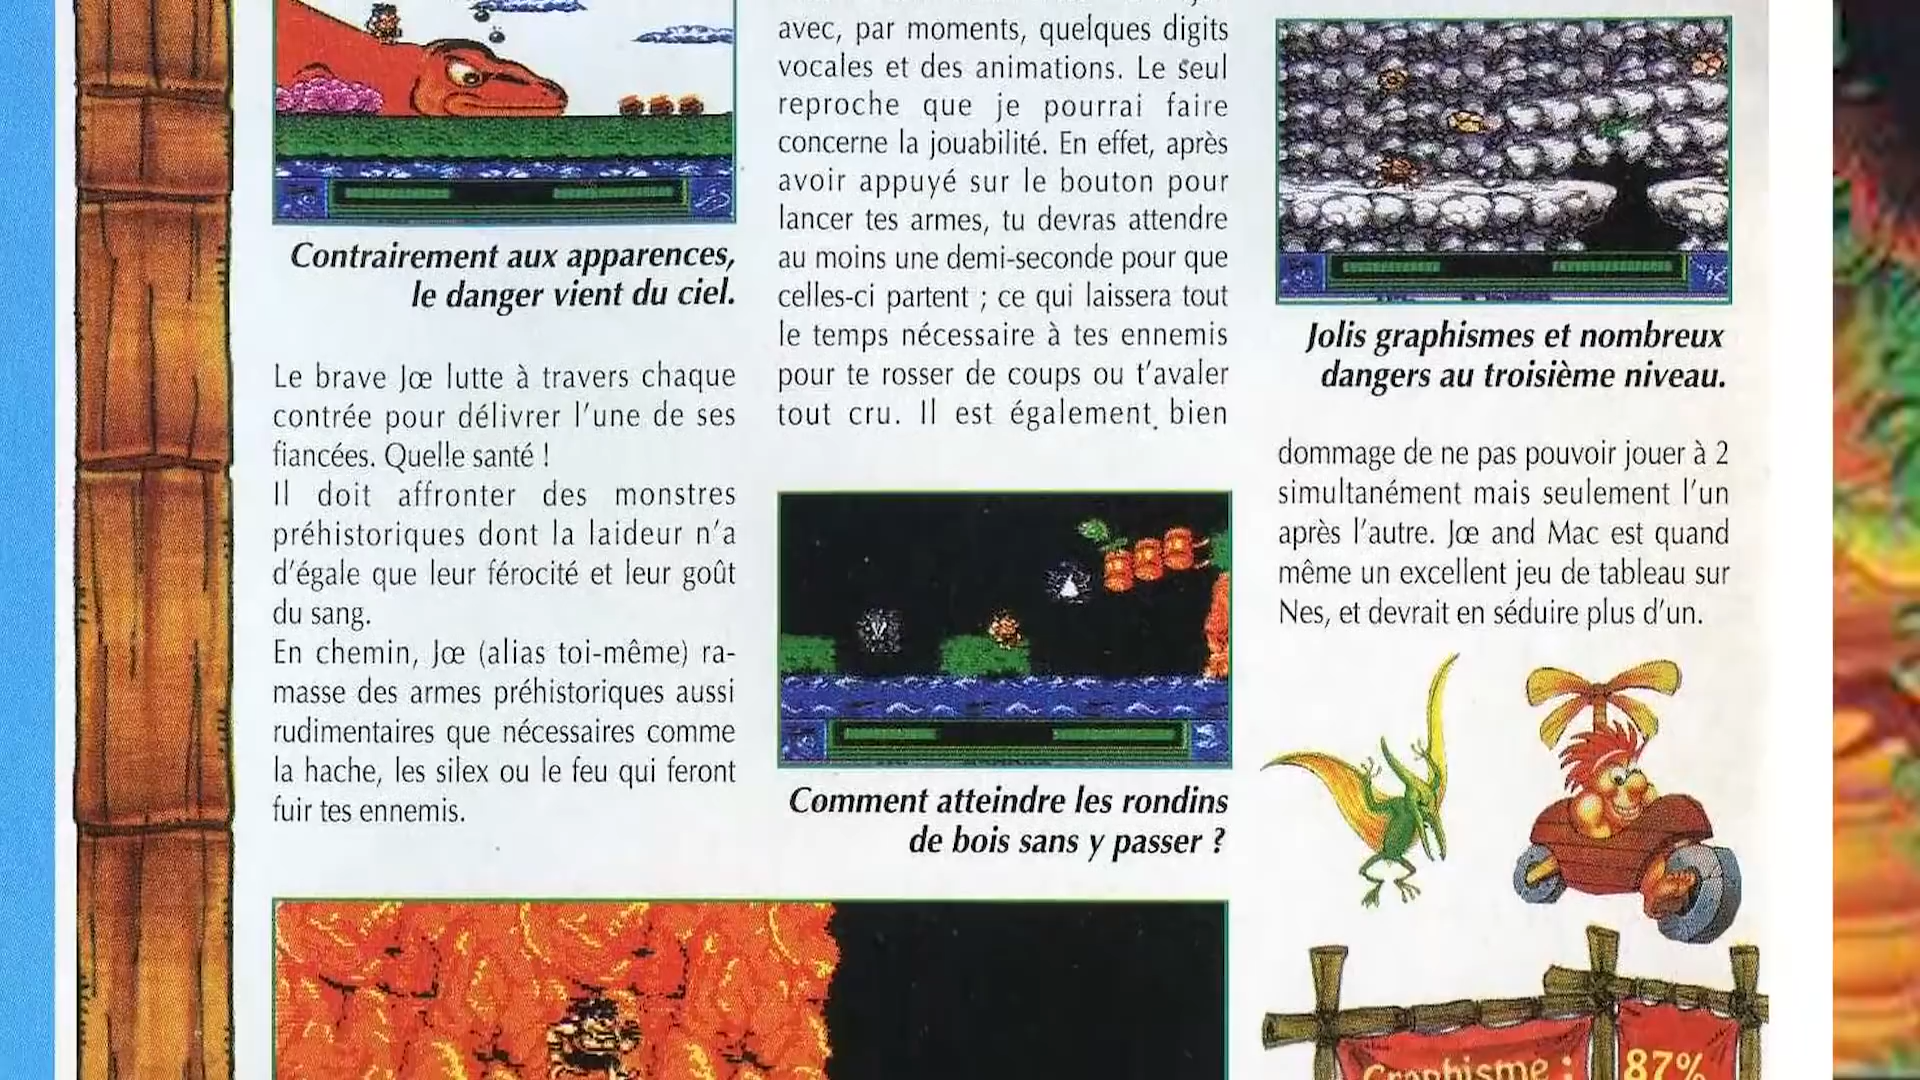 Contrairement aux apparences,
le danger vient du ciel.
Le brave Jœ lutte à travers chaque
contrée pour délivrer l'une de ses
fiancées. Quelle santé !
Il doit affronter des monstres
préhistoriques dont la laideur n'a
d'égale que leur férocité et leur goût
du sang.
En chemin, Jœ (alias toi-même) ra-
masse des armes préhistoriques aussi
rudimentaires que nécessaires comme
la hache, les silex ou le feu qui feront
fuir tes ennemis.
avec, par moments, quelques digits
vocales et des animations. Le seul
reproche que je pourrai faire
concerne la jouabilité. En effet, après
avoir appuyé sur le bouton pour
lancer tes armes, tu devras attendre
au moins une demi-seconde pour que
celles-ci partent ; ce qui laissera tout
le temps nécessaire à tes ennemis
pour te rosser de coups ou t'avaler
tout cru. Il est également bien
Comment atteindre les rondins
de bois sans y passer ?
Jolis graphismes et nombreux
dangers au troisième niveau.
dommage de ne pas pouvoir jouer à 2
simultanément mais seulement l'un
après l'autre. Jœ and Mac est quand
même un excellent jeu de tableau sur
Nes, et devrait en séduire plus d'un.
Graphisme : 87%